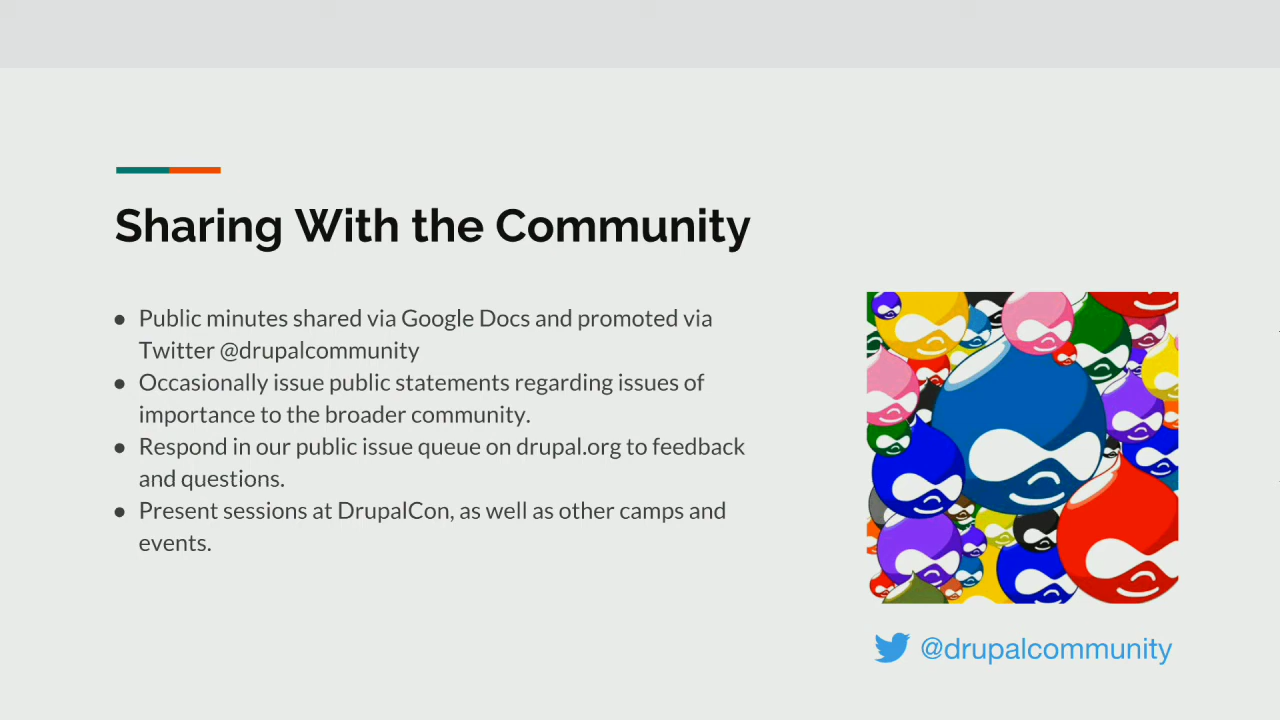 Sharing With the Community
● Public minutes shared via Google Docs and promoted via
Twitter @drupalcommunity
● Occasionally issue public statements regarding issues of
importance to the broader community.
● Respond in our public issue queue on drupal.org to feedback
and questions.
● Present sessions at DrupalCon, as well as other camps and
events.
@drupalcommunity